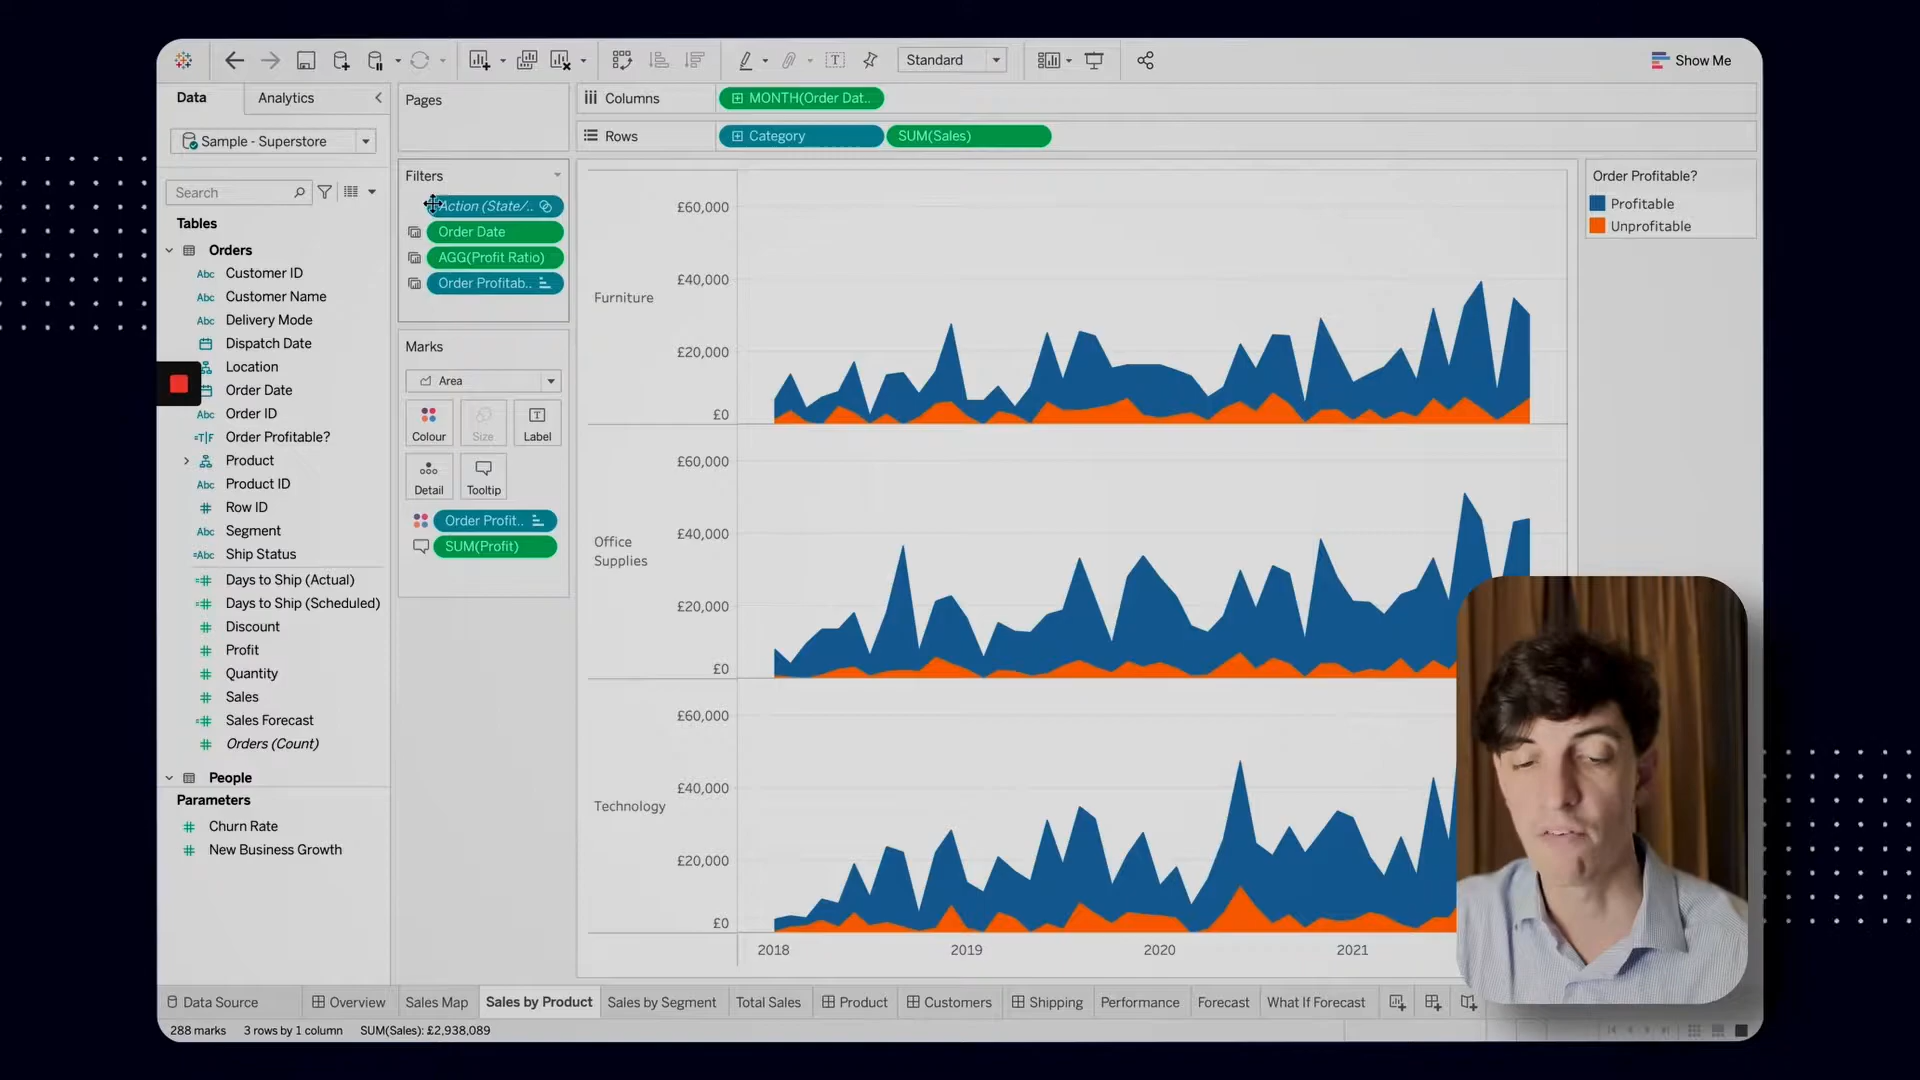 Standard
Show Me
Data
Analytics
Pages
Columns
MONTH(Order Dat..
Sample - Superstore
Rows
Category
SUM(Sales)
Filters
Order Profitable?
Search
Action (State/..
Profitable
Tables
Order Date
Unprofitable
Orders
AGG(Profit Ratio)
Customer ID
Order Profitab..
Customer Name
Delivery Mode
Dispatch Date
Marks
Location
Area
Order Date
Order ID
Colour
Size
Label
Order Profitable?
Product
Product ID
Detail
Tooltip
Row ID
Order Profit..
Segment
SUM(Profit)
Ship Status
Days to Ship (Actual)
Days to Ship (Scheduled)
Discount
Profit
Quantity
Sales
Sales Forecast
Orders (Count)
People
Parameters
Churn Rate
New Business Growth
Abc
Abc
Abc
Abc
=T|F
Abc
Abc
=Abc
£60,000
£40,000
Furniture
£20,000
£0
£60,000
£40,000
Office
Supplies
£20,000
£0
£60,000
£40,000
Technology
£20,000
£0
2018
2019
2020
2021
Data Source
Overview
Sales Map
Sales by Product
Sales by Segment
Total Sales
Product
Customers
Shipping
Performance
Forecast
What If Forecast
288 marks
3 rows by 1 column
SUM(Sales): £2,938,089